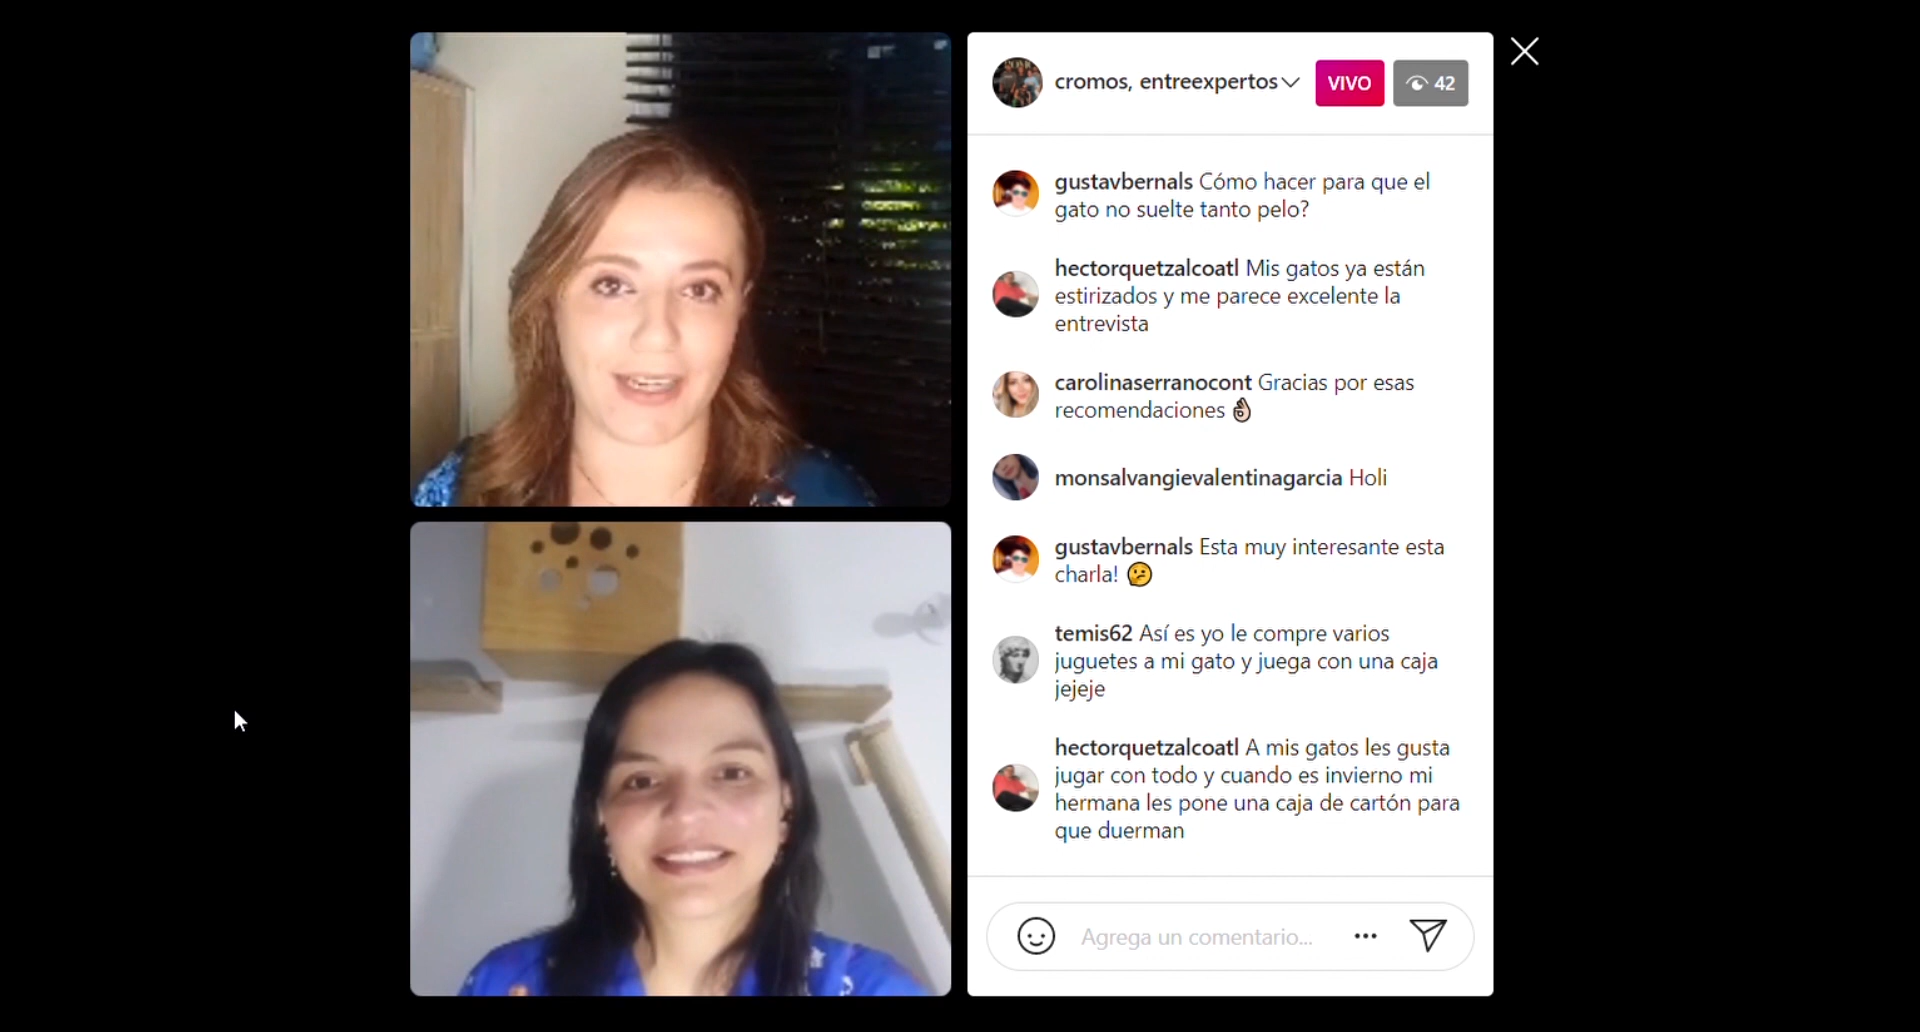 cromos, entreexpertos
VIVO
42
gustavbernals Cómo hacer para que el
gato no suelte tanto pelo?
hectorquetzalcoatl Mis gatos ya están
estirizados y me parece excelente la
entrevista
carolinaserranocont Gracias por esas
recomendaciones 👌🏻
monsalvangievalentinagarcia Holi
gustavbernals Esta muy interesante esta
charla! 🤔
temis62 Así es yo le compre varios
juguetes a mi gato y juega con una caja
jejeje
hectorquetzalcoatl A mis gatos les gusta
jugar con todo y cuando es invierno mi
hermana les pone una caja de cartón para
que duerman
Agrega un comentario...